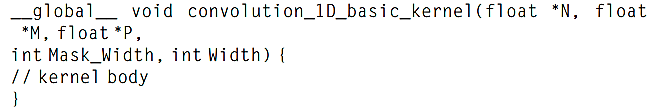 __global__ void convolution_1D_basic_kernel(float *N, float
*M, float *P,
int Mask_Width, int Width) {
// kernel body
}